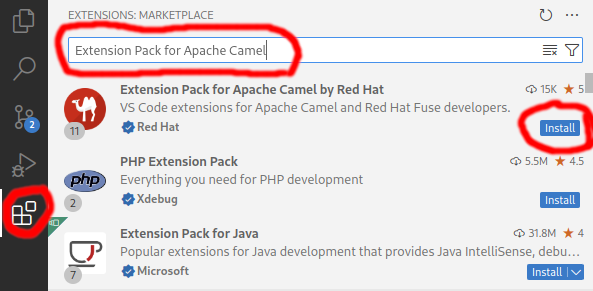 EXTENSIONS: MARKETPLACE
Extension Pack for Apache Camel
Extension Pack for Apache Camel by Red Hat 15K 5
VS Code extensions for Apache Camel and Red Hat Fuse developers.
11 Red Hat Install
2
PHP Extension Pack 5.5M 4.5
php Everything you need for PHP development
2 Xdebug Install
Extension Pack for Java 31.8M 4
Popular extensions for Java development that provides Java IntelliSense, debu...
7 Microsoft Install